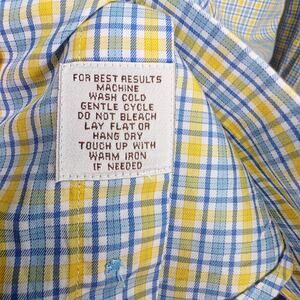 FOR BEST RESULTS
MACHINE
WASH COLD
GENTLE CYCLE
DO NOT BLEACH
LAY FLAT OR
HANG DRY
TOUCH UP WITH
WARM IRON
IF NEEDED